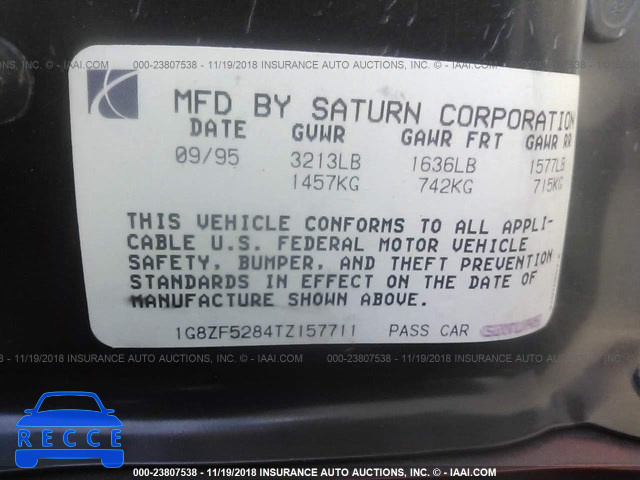 000-23807538 - 11/19/2018 INSURANCE AUTO AUCTIONS, INC. - © - IAAI.COM
MFD BY SATURN CORPORATION
DATE GVWR GAWR FRT GAWR RR
09/95 3213LB 1636LB 1577LB
1457KG 742KG 715KG
THIS VEHICLE CONFORMS TO ALL APPLI-
CABLE U.S. FEDERAL MOTOR VEHICLE
SAFETY, BUMPER, AND THEFT PREVENTION
STANDARDS IN EFFECT ON THE DATE OF
MANUFACTURE SHOWN ABOVE.
1G8ZF5284TZ157711 PASS CAR
000-23807538 - 11/19/2018 INSURANCE AUTO AUCTIONS, INC. - © - IAAI.COM
RECCE
000-23807538 - 11/19/2018 INSURANCE AUTO AUCTIONS, INC. - © - IAAI.COM